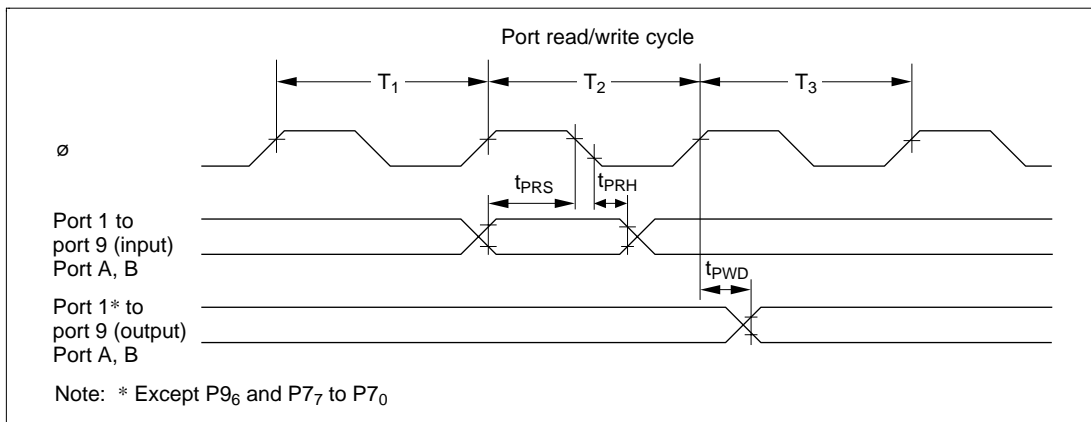 Port read/write cycle
T₁ T₂ T₃
ø
tPRS tPRH
Port 1 to
port 9 (input)
Port A, B
tPWD
Port 1* to
port 9 (output)
Port A, B
Note: * Except P9₆ and P7₇ to P7₀